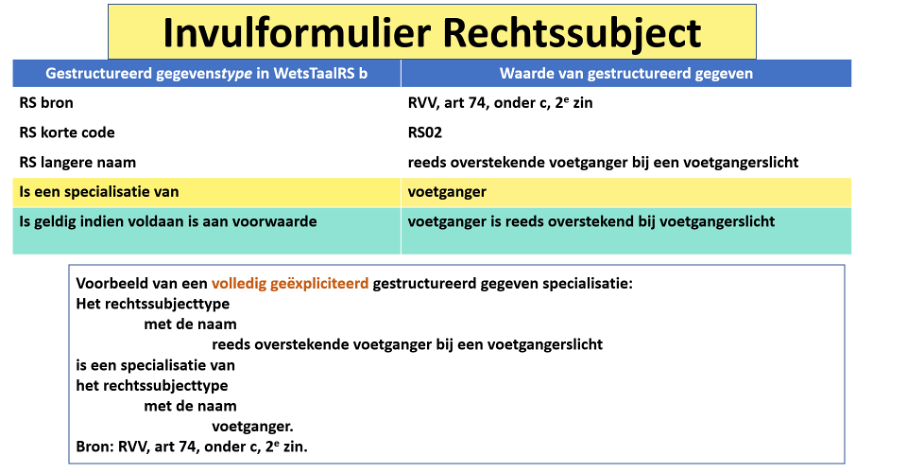 Invulformulier Rechtssubject
Gestructureerd gegevenstype in WetsTaalRS b Waarde van gestructureerd gegeven
RS bron RVV, art 74, onder c, 2e zin
RS korte code RS02
RS langere naam reeds overstekende voetganger bij een voetgangerslicht
Is een specialisatie van voetganger
Is geldig indien voldaan is aan voorwaarde voetganger is reeds overstekend bij voetgangerslicht
Voorbeeld van een volledig geëxpliciteerd gestructureerd gegeven specialisatie:
Het rechtssubjecttype
met de naam
reeds overstekende voetganger bij een voetgangerslicht
is een specialisatie van
het rechtssubjecttype
met de naam
voetganger.
Bron: RVV, art 74, onder c, 2e zin.